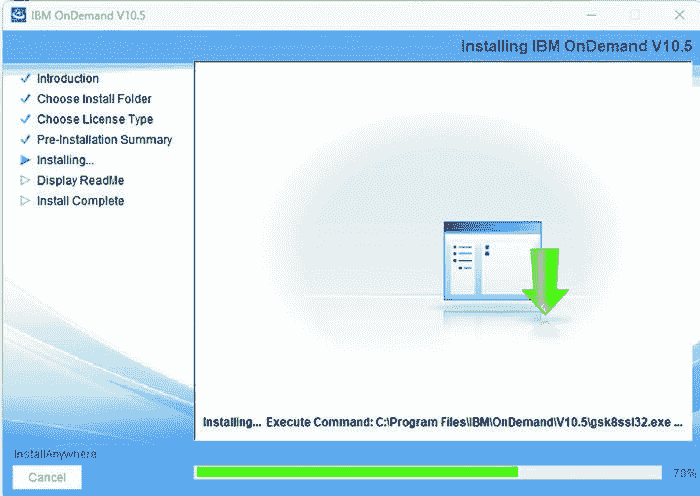 IBM OnDemand V10.5
Installing IBM OnDemand V10.5
Introduction
Choose Install Folder
Choose License Type
Pre-Installation Summary
Installing...
Display ReadMe
Install Complete
Installing... Execute Command: C:\Program Files\IBM\OnDemand\V10.5\gsk8ssl32.exe ...
InstallAnywhere
Cancel